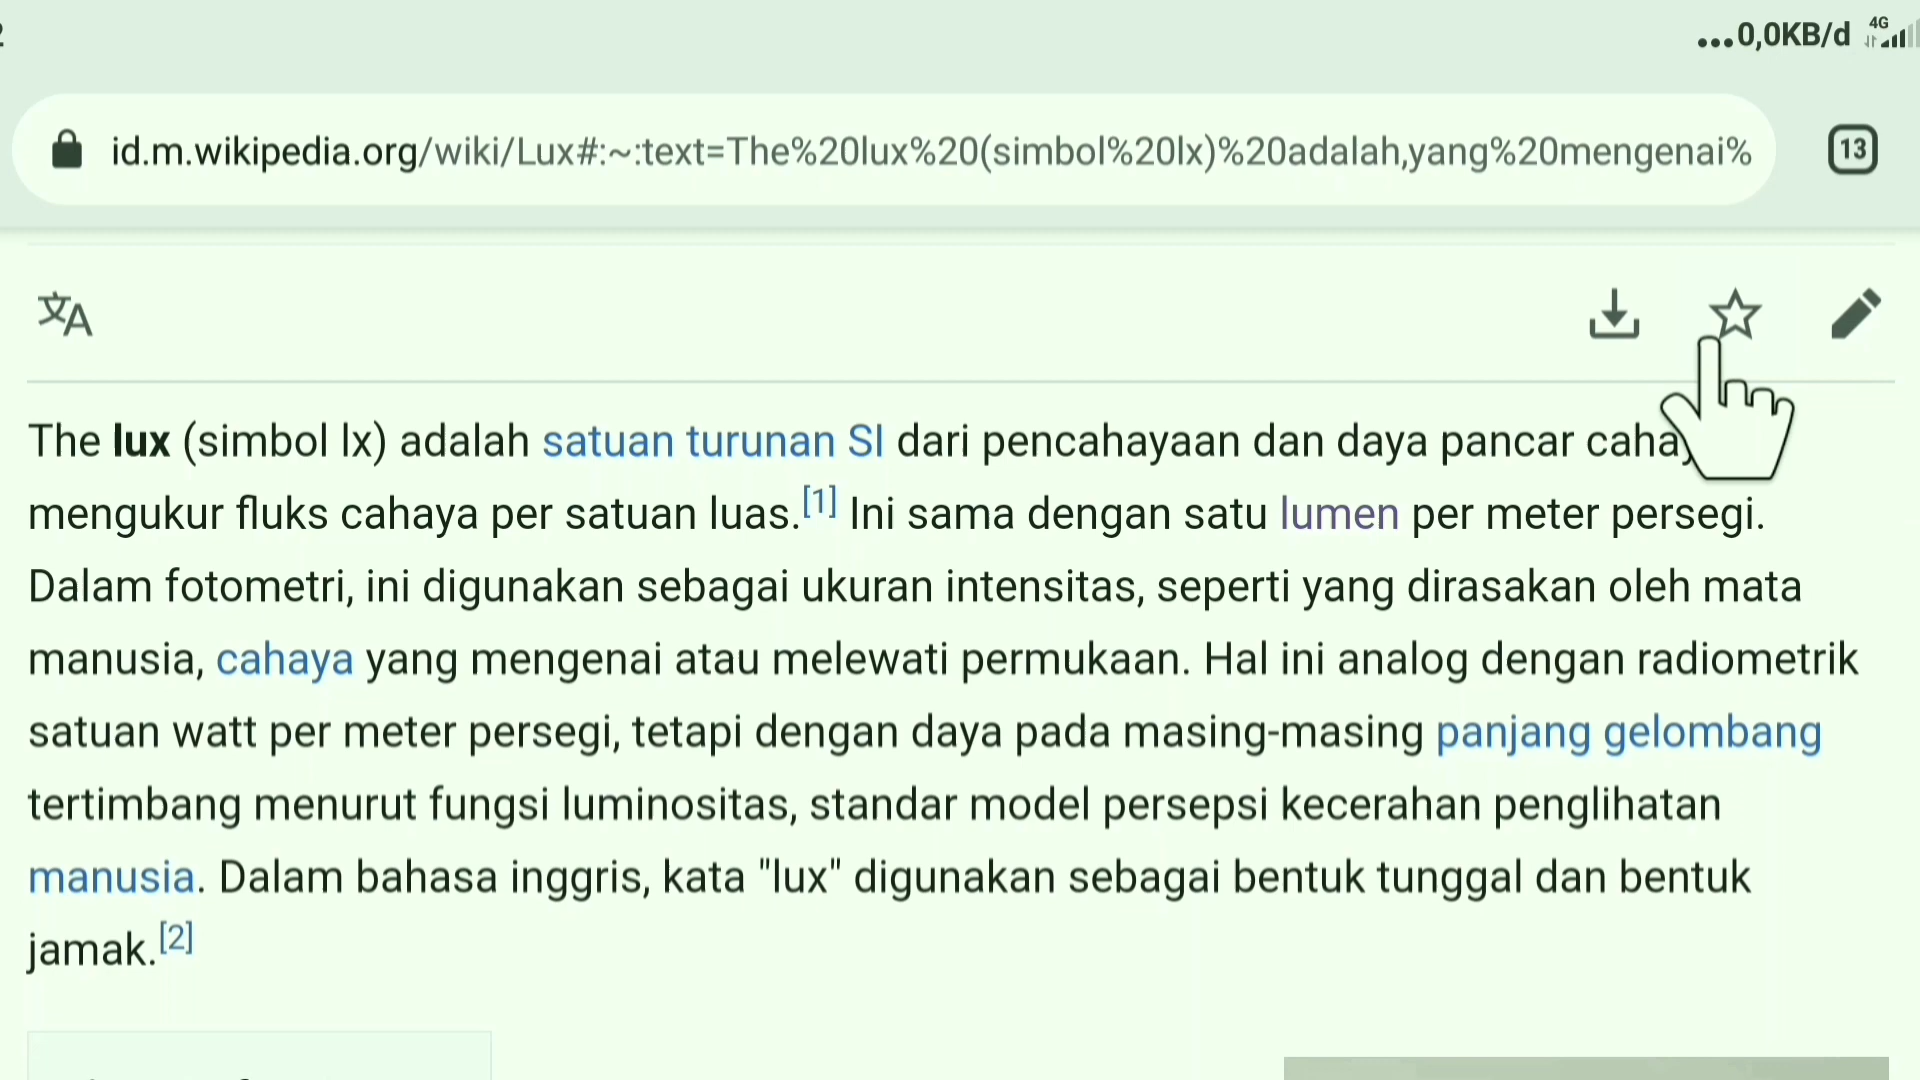 ...0,0KB/d 4G
id.m.wikipedia.org/wiki/Lux#:~:text=The%20lux%20(simbol%20lx)%20adalah,yang%20mengenai% 13
The lux (simbol lx) adalah satuan turunan SI dari pencahayaan dan daya pancar
mengukur fluks cahaya per satuan luas.[1] Ini sama dengan satu lumen per meter persegi.
Dalam fotometri, ini digunakan sebagai ukuran intensitas, seperti yang dirasakan oleh mata
manusia, cahaya yang mengenai atau melewati permukaan. Hal ini analog dengan radiometrik
satuan watt per meter persegi, tetapi dengan daya pada masing-masing panjang gelombang
tertimbang menurut fungsi luminositas, standar model persepsi kecerahan penglihatan
manusia. Dalam bahasa inggris, kata "lux" digunakan sebagai bentuk tunggal dan bentuk
jamak.[2]